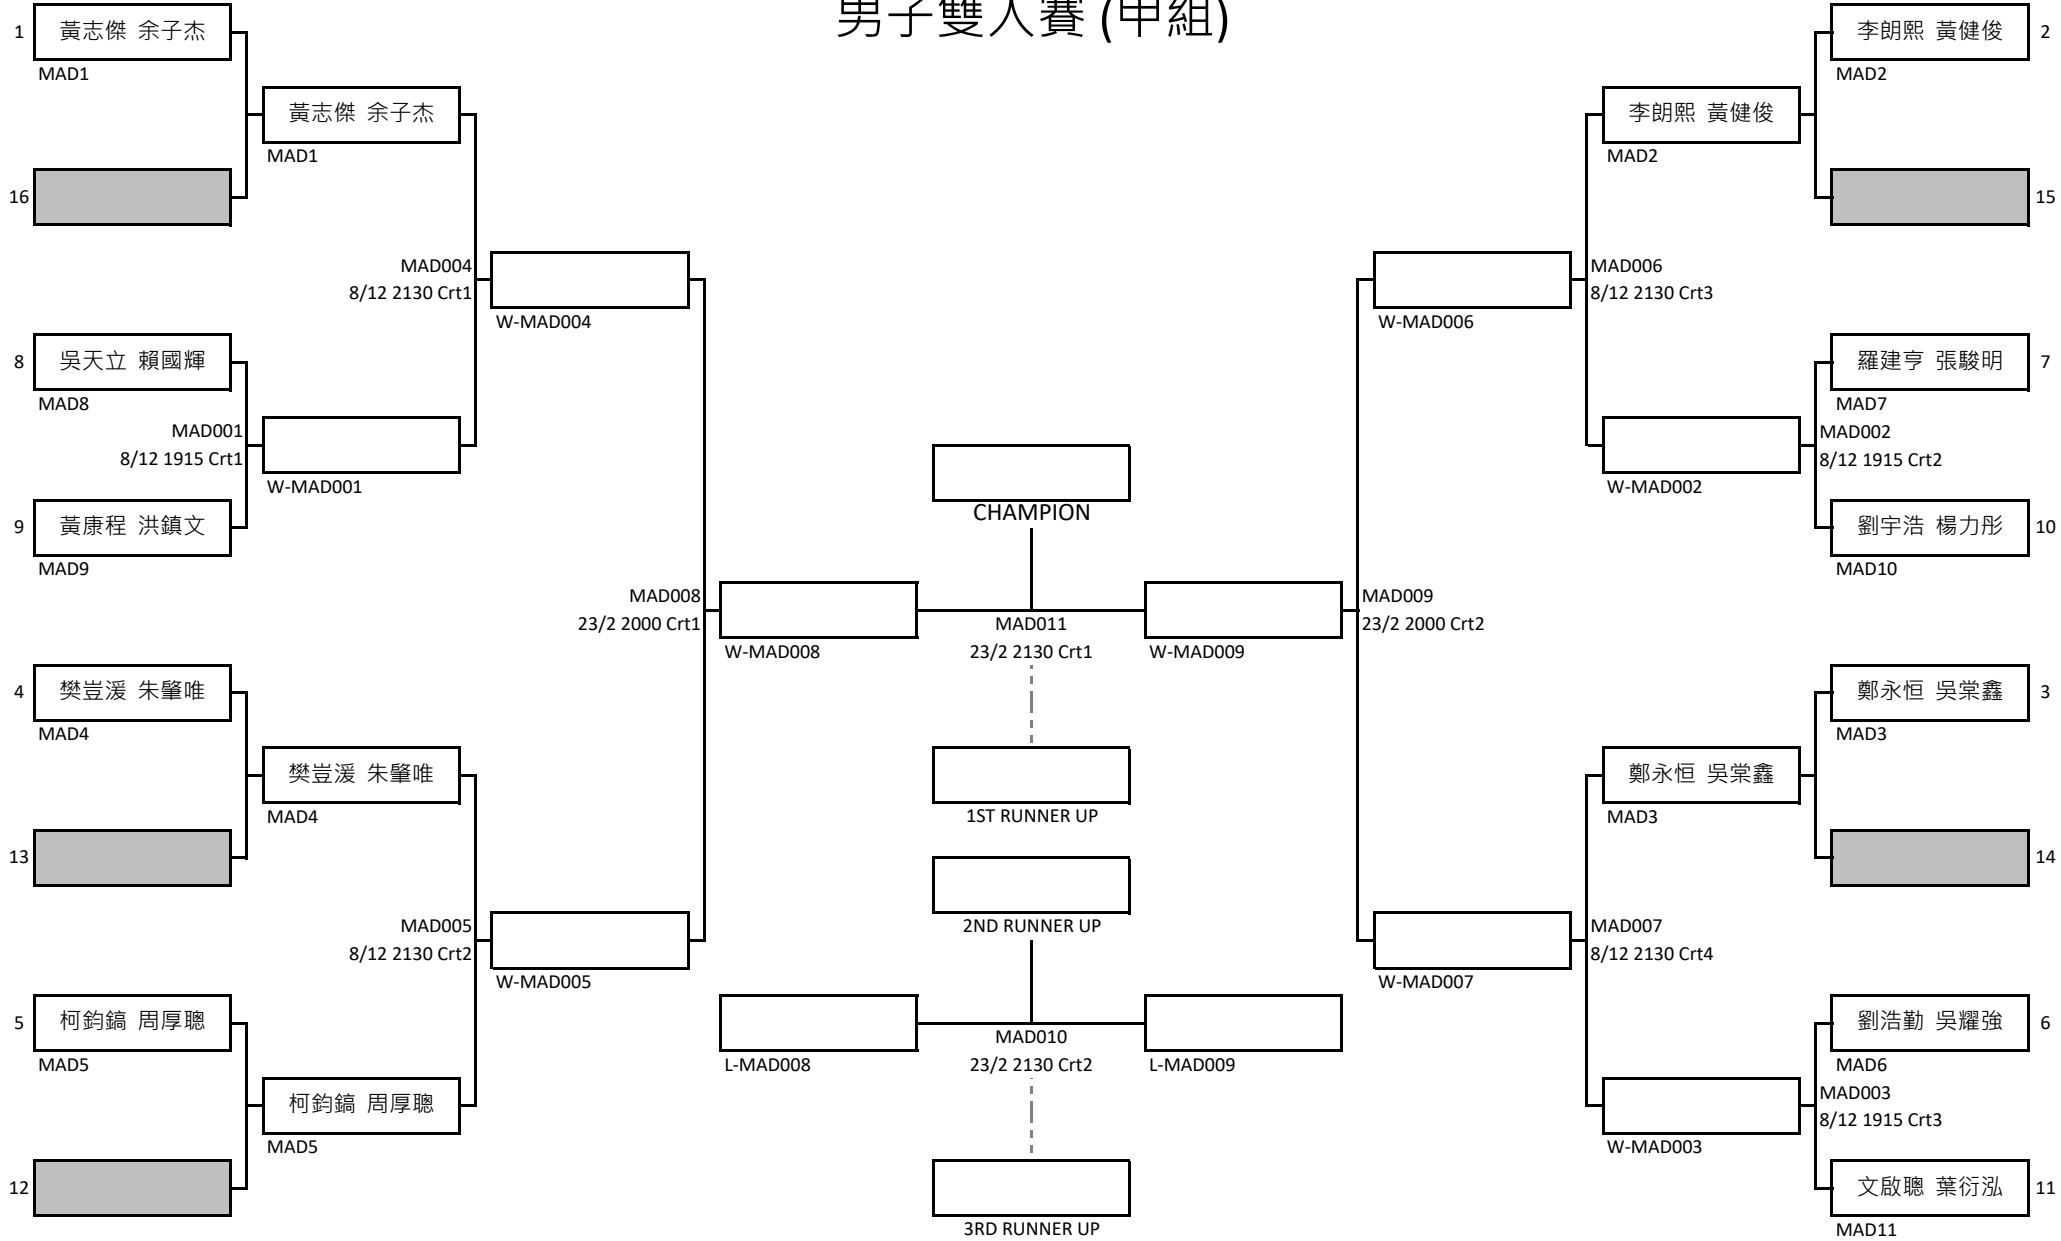 男子雙人賽 (甲組)
1
黃志傑 余子杰
MAD1
黃志傑 余子杰
MAD1
16
MAD004
8/12 2130 Crt1
W-MAD004
8
吳天立 賴國輝
MAD8
MAD001
8/12 1915 Crt1
W-MAD001
9
黃康程 洪鎮文
MAD9
MAD008
23/2 2000 Crt1
W-MAD008
4
樊豈湲 朱肇唯
MAD4
樊豈湲 朱肇唯
MAD4
13
MAD005
8/12 2130 Crt2
W-MAD005
5
柯鈞鎬 周厚聰
MAD5
柯鈞鎬 周厚聰
MAD5
12
CHAMPION
MAD011
23/2 2130 Crt1
1ST RUNNER UP
2ND RUNNER UP
L-MAD008
MAD010
23/2 2130 Crt2
L-MAD009
3RD RUNNER UP
李朗熙 黃健俊
2
MAD2
李朗熙 黃健俊
MAD2
15
MAD006
8/12 2130 Crt3
W-MAD006
羅建亨 張駿明
7
MAD7
MAD002
8/12 1915 Crt2
W-MAD002
劉宇浩 楊力彤
10
MAD10
MAD009
23/2 2000 Crt2
W-MAD009
鄭永恒 吳棠鑫
3
MAD3
鄭永恒 吳棠鑫
MAD3
14
MAD007
8/12 2130 Crt4
W-MAD007
劉浩勤 吳耀強
6
MAD6
MAD003
8/12 1915 Crt3
W-MAD003
文啟聰 葉衍泓
11
MAD11